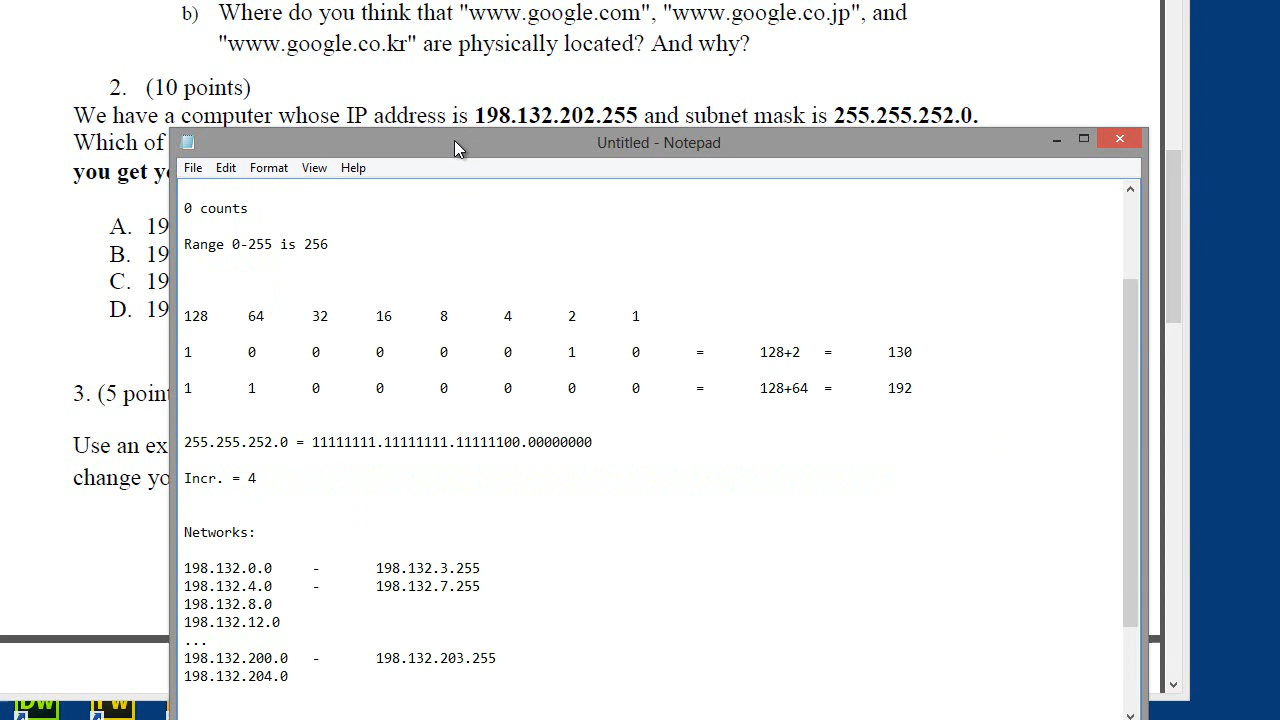 b) Where do you think that "www.google.com", "www.google.co.jp", and
"www.google.co.kr" are physically located? And why?
2. (10 points)
We have a computer whose IP address is 198.132.202.255 and subnet mask is 255.255.252.0.
Which of
you get
Untitled - Notepad
File Edit Format View Help
0 counts
A. 19
Range 0-255 is 256
B. 19
C. 19
D. 19
128 64 32 16 8 4 2 1
1 0 0 0 0 0 1 0 = 128+2 = 130
1 1 0 0 0 0 0 0 = 128+64 = 192
3. (5 point
255.255.252.0 = 11111111.11111111.11111100.00000000
Use an ex
change yo
Incr. = 4
Networks:
198.132.0.0 - 198.132.3.255
198.132.4.0 - 198.132.7.255
198.132.8.0
198.132.12.0
...
198.132.200.0 - 198.132.203.255
198.132.204.0
DW
FW